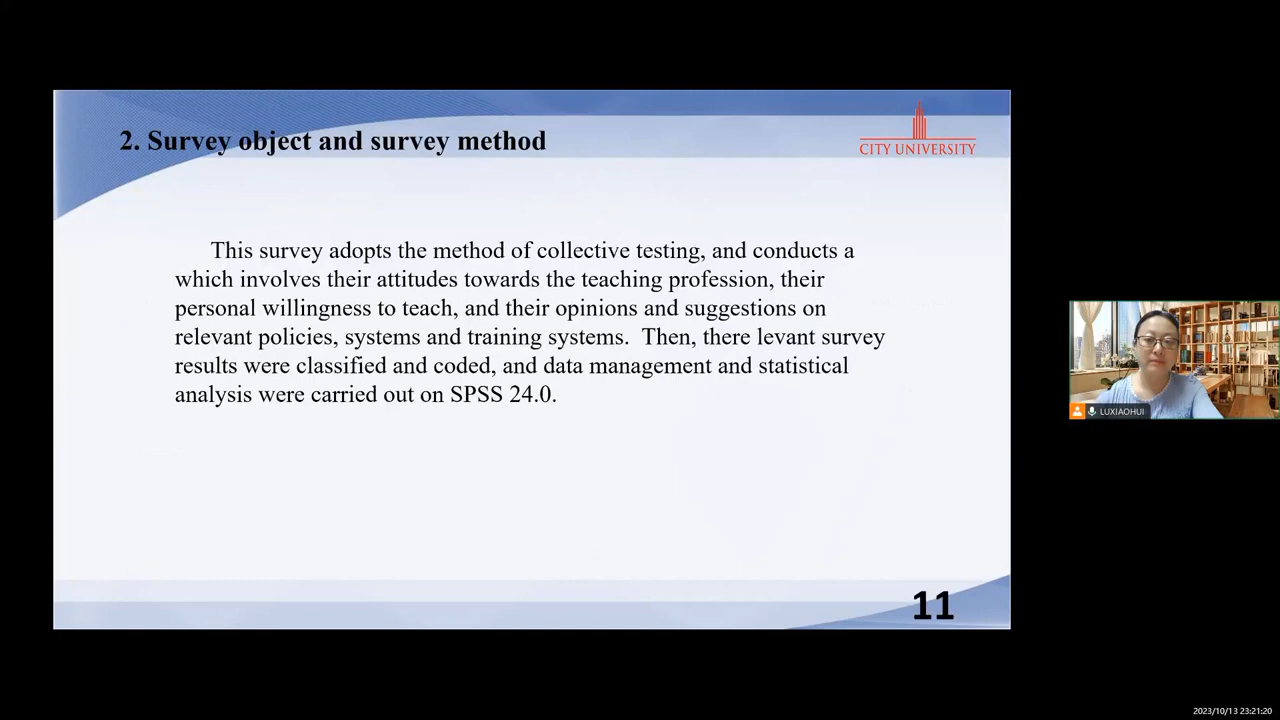 2. Survey object and survey method
CITY UNIVERSITY
This survey adopts the method of collective testing, and conducts a
which involves their attitudes towards the teaching profession, their
personal willingness to teach, and their opinions and suggestions on
relevant policies, systems and training systems.  Then, there levant survey
results were classified and coded, and data management and statistical
analysis were carried out on SPSS 24.0.
LUXIAOHUI
11
2023/10/13 23:21:20